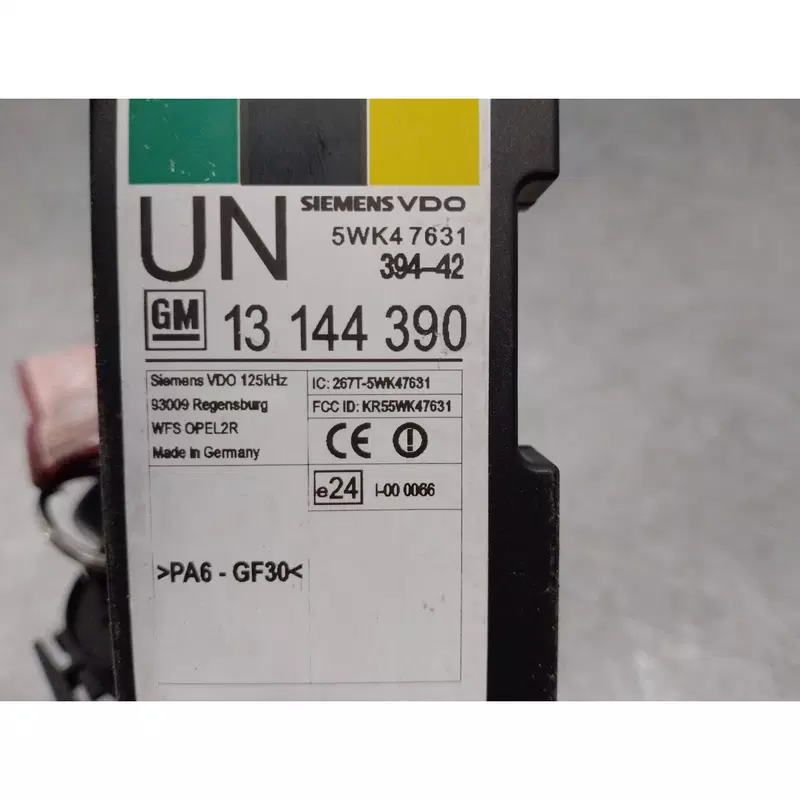 UN
SIEMENS VDO
5WK4 7631
394-42
GM 13 144 390
Siemens VDO 125kHz
93009 Regensburg
WFS OPEL2R
Made in Germany
IC: 267T-5WK47631
FCC ID: KR55WK47631
CE
e24 I-00 0066
>PA6 - GF30<